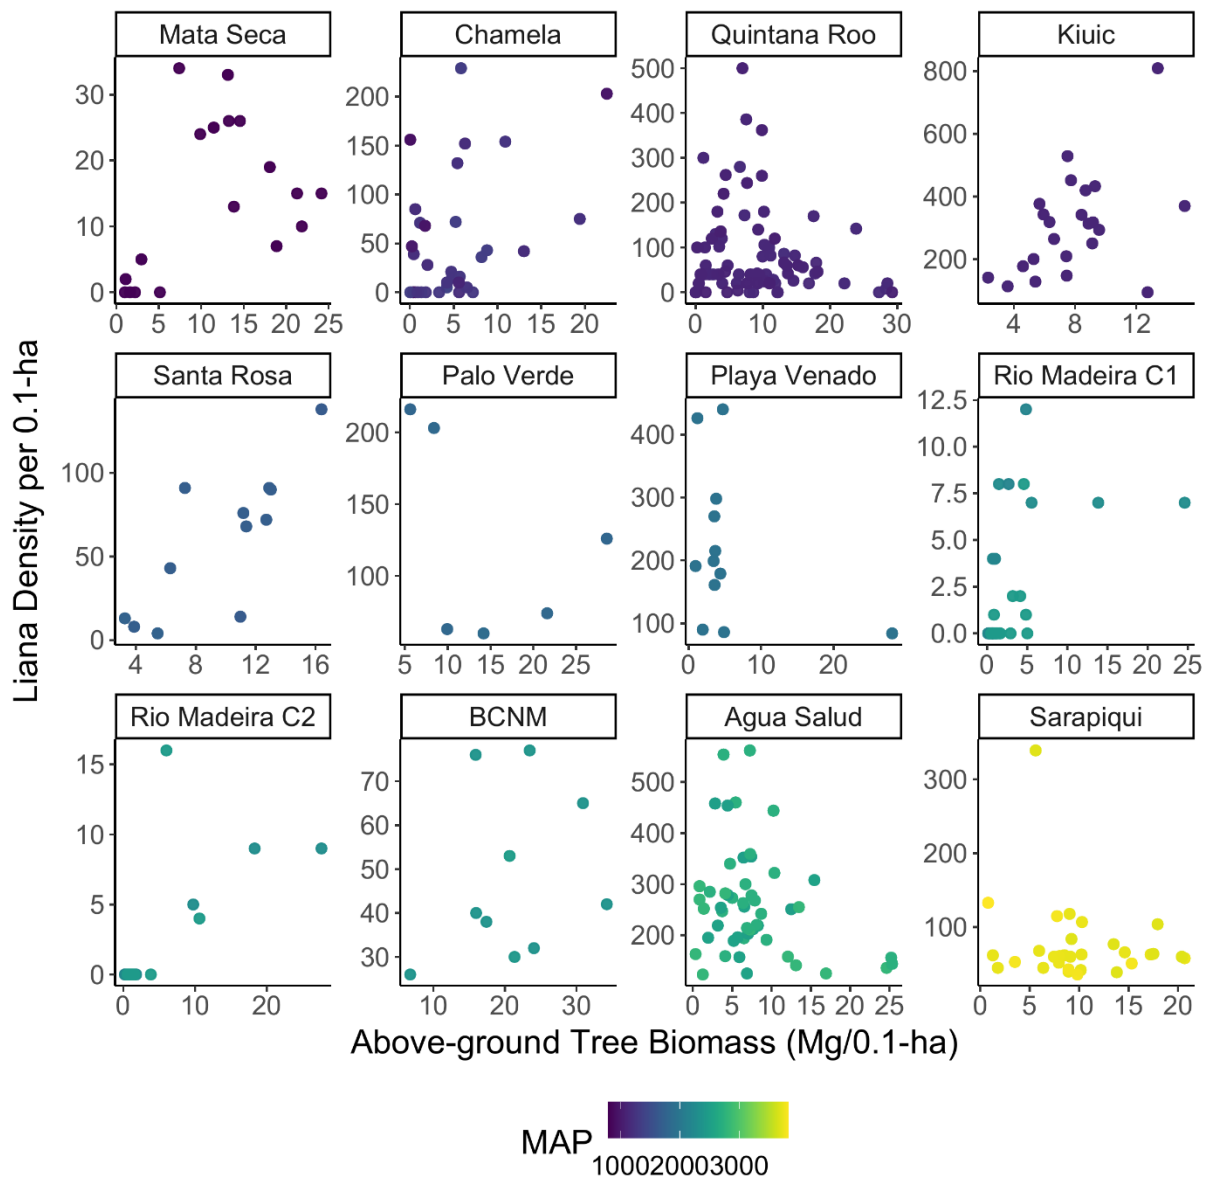 Mata Seca
Chamela
Quintana Roo
Kiuic
30
20
10
0
0 5 10 15 20 25
200
150
100
50
0
0 5 10 15 20
500
400
300
200
100
0
0 10 20 30
800
600
400
200
4 8 12
Santa Rosa
Palo Verde
Playa Venado
Rio Madeira C1
100
50
0
4 8 12 16
200
150
100
5 10 15 20 25
400
300
200
100
0 10 20
12.5
10.0
7.5
5.0
2.5
0.0
0 5 10 15 20 25
Rio Madeira C2
BCNM
Agua Salud
Sarapiqui
15
10
5
0
0 10 20
70
60
50
40
30
10 20 30
500
400
300
200
0 5 10 15 20 25
300
200
100
0 5 10 15 20
Liana Density per 0.1-ha
Above-ground Tree Biomass (Mg/0.1-ha)
MAP
100020003000